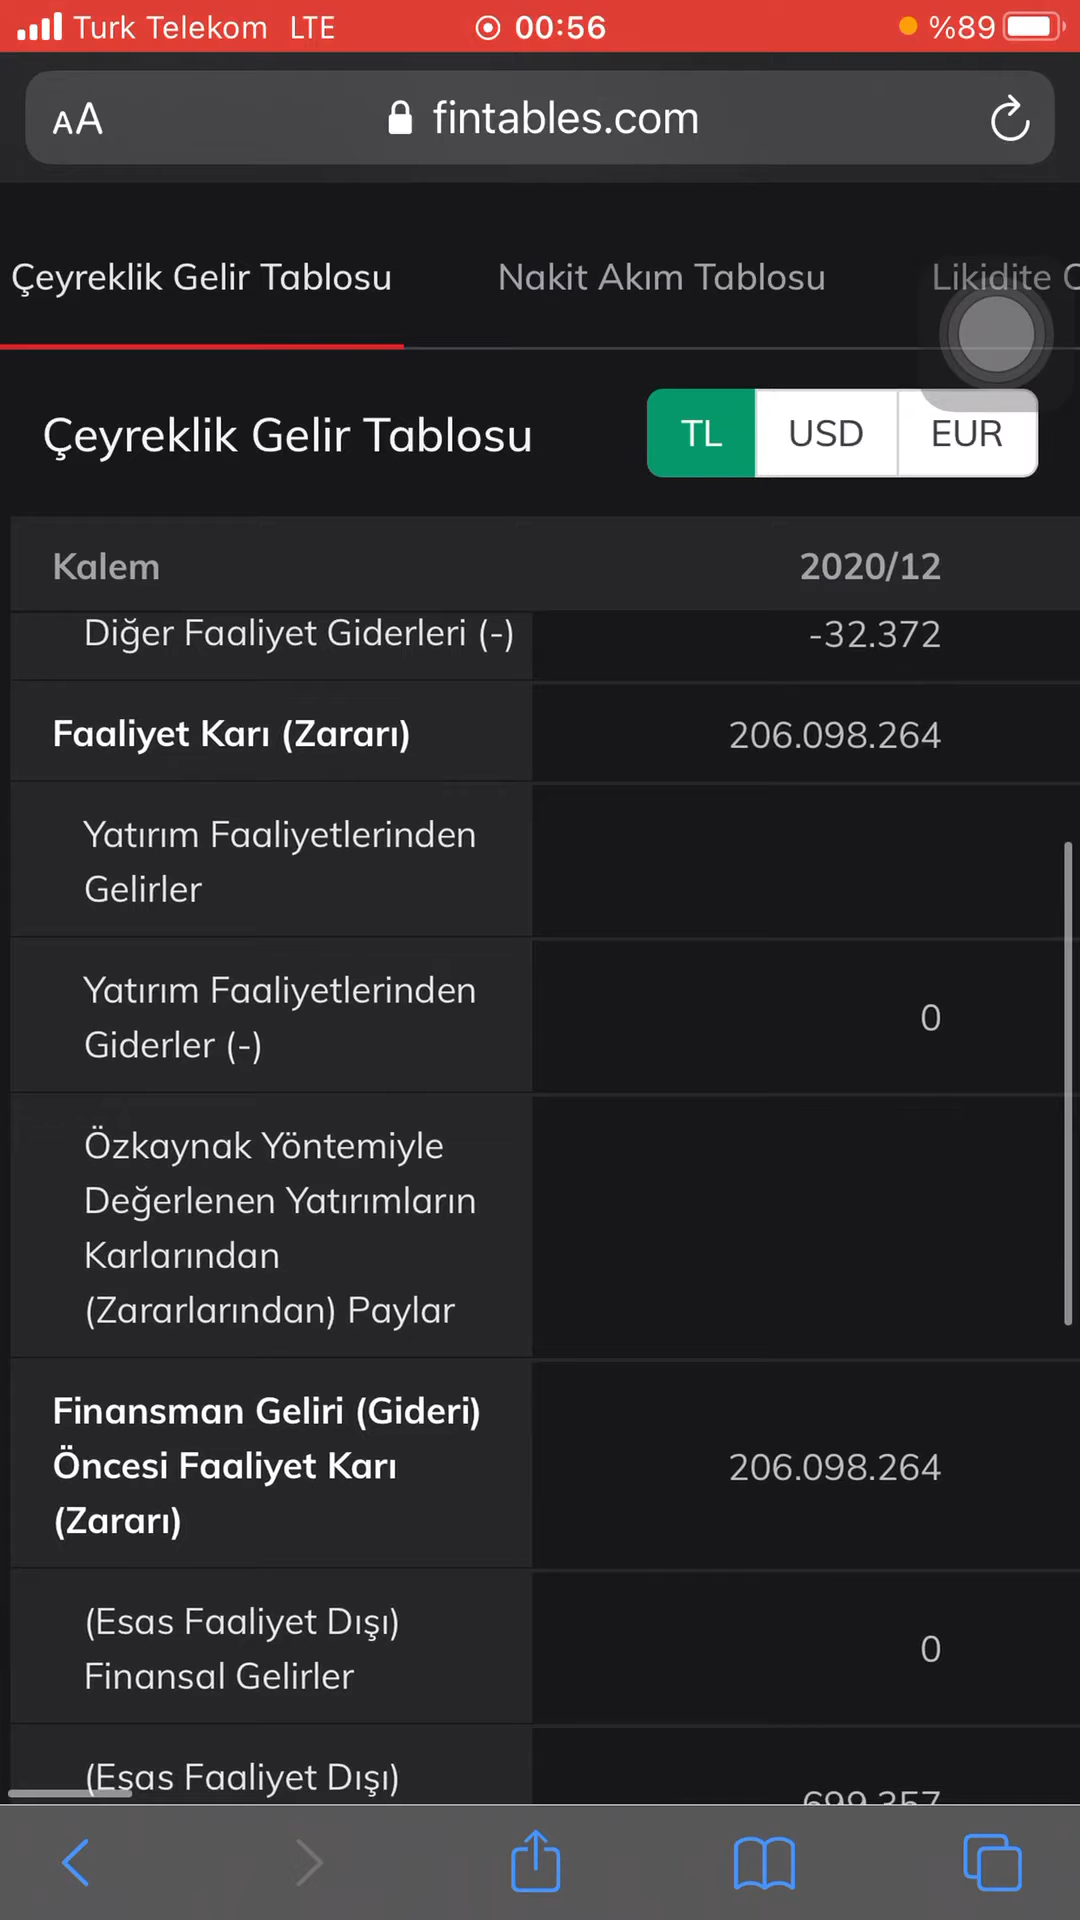 Turk Telekom LTE 00:56 %89
AA fintables.com
Çeyreklik Gelir Tablosu Nakit Akım Tablosu Likidite
Çeyreklik Gelir Tablosu TL USD EUR
Kalem 2020/12
Diğer Faaliyet Giderleri (-) -32.372
Faaliyet Karı (Zararı) 206.098.264
Yatırım Faaliyetlerinden
Gelirler
Yatırım Faaliyetlerinden
Giderler (-) 0
Özkaynak Yöntemiyle
Değerlenen Yatırımların
Karlarından
(Zararlarından) Paylar
Finansman Geliri (Gideri)
Öncesi Faaliyet Karı 206.098.264
(Zararı)
(Esas Faaliyet Dışı)
Finansal Gelirler 0
(Esas Faaliyet Dışı)
699.357